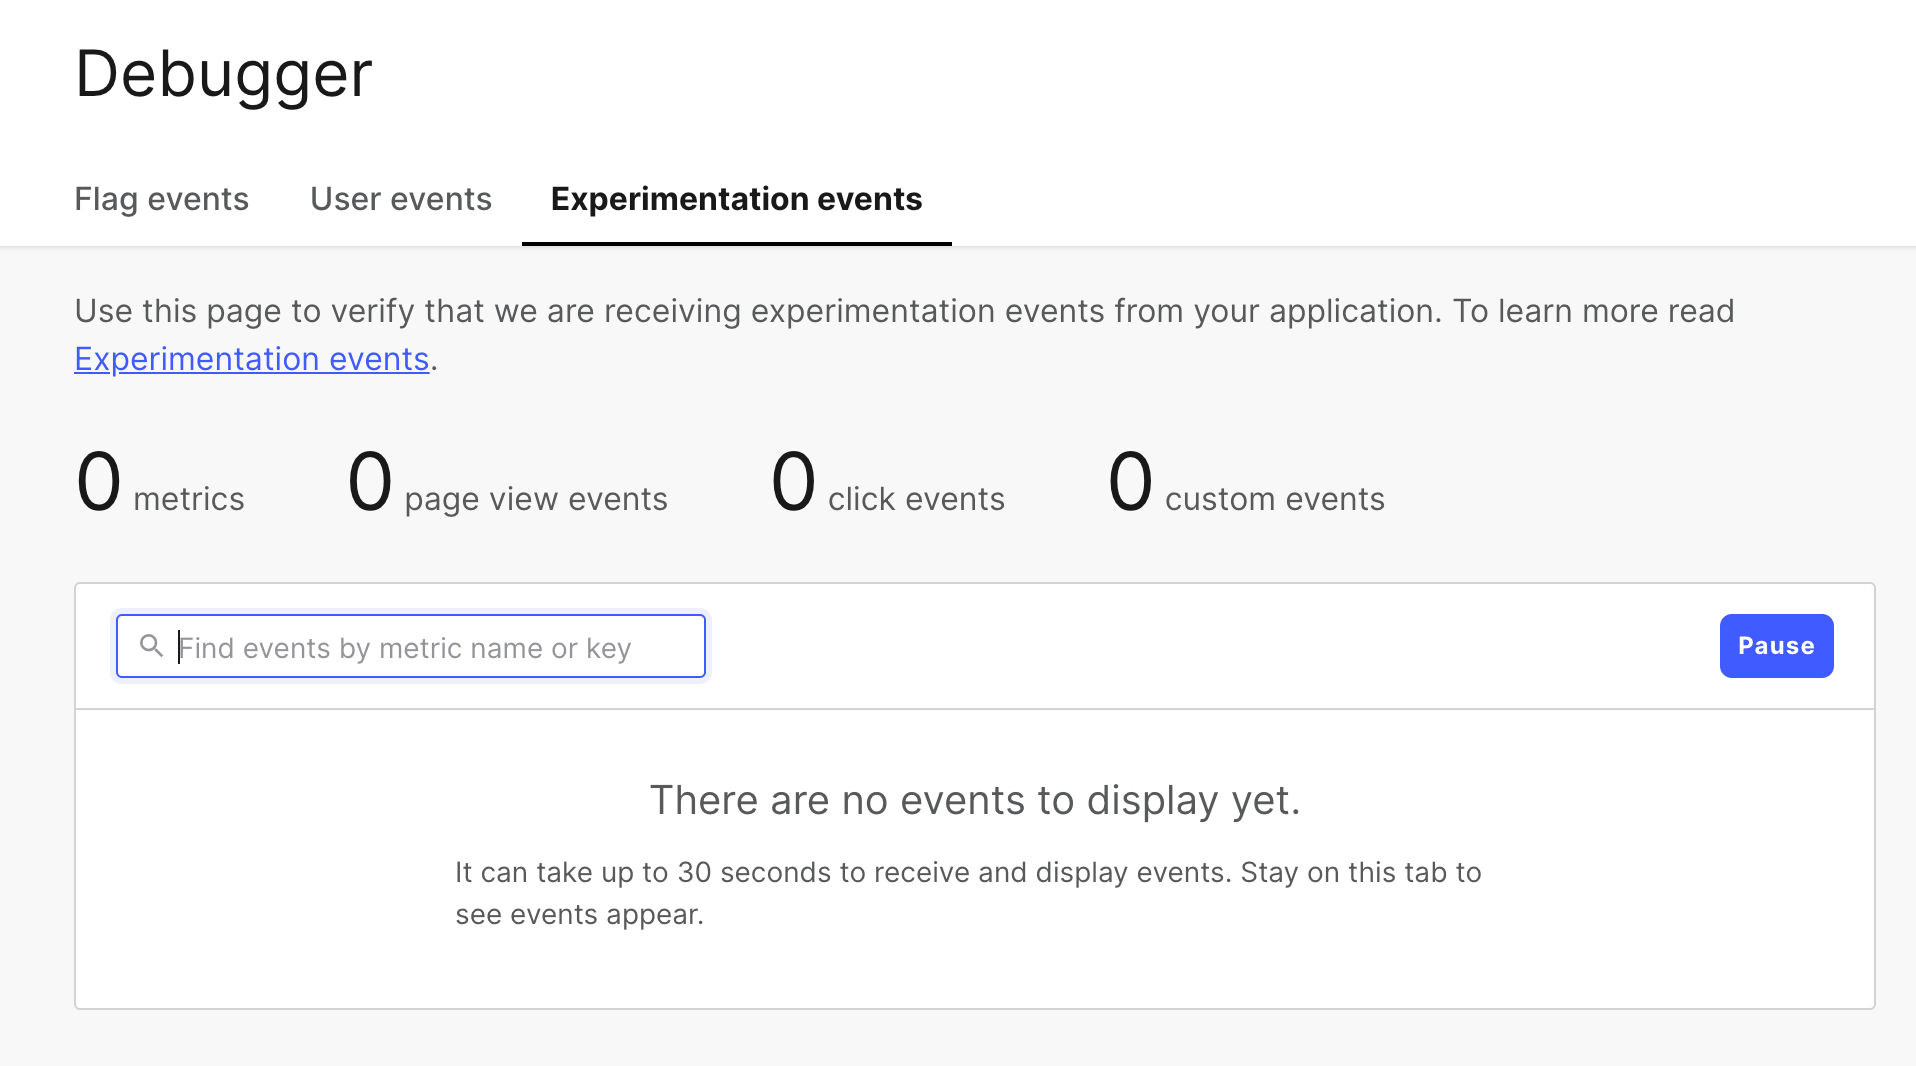 Debugger
Flag events User events Experimentation events
Use this page to verify that we are receiving experimentation events from your application. To learn more read
Experimentation events.
0 metrics 0 page view events 0 click events 0 custom events
Find events by metric name or key Pause
There are no events to display yet.
It can take up to 30 seconds to receive and display events. Stay on this tab to
see events appear.